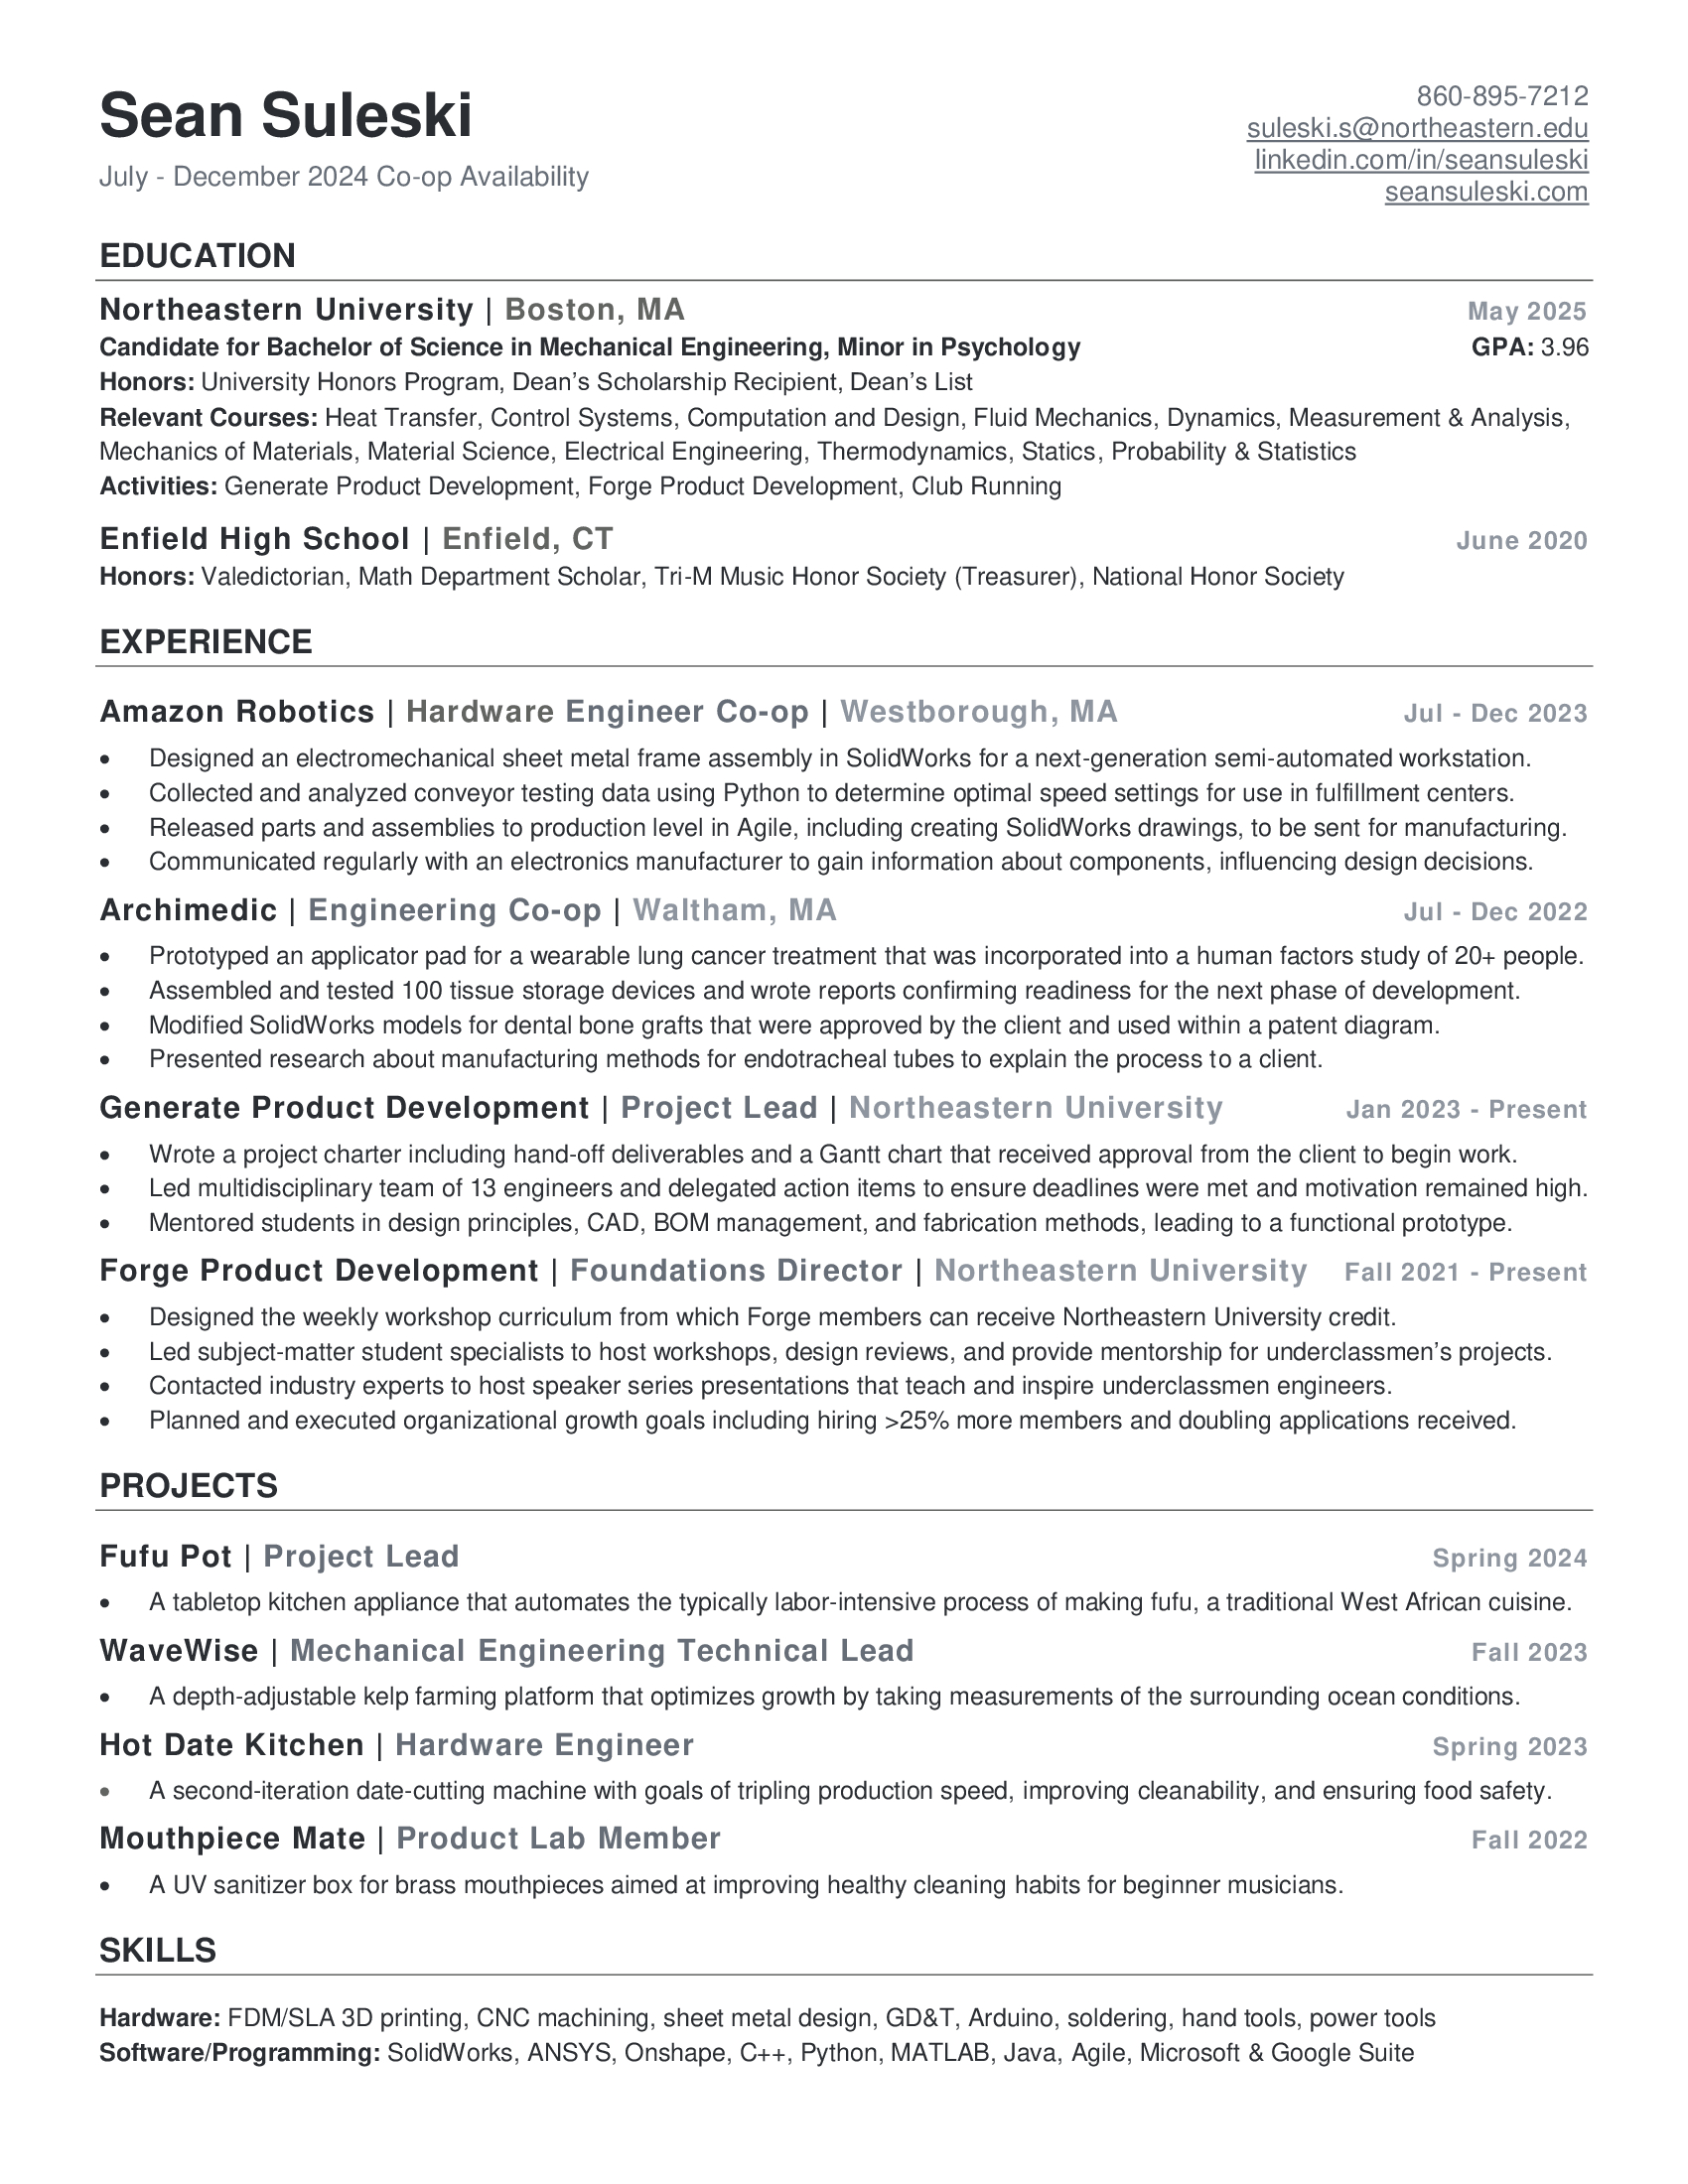 Sean Suleski
July - December 2024 Co-op Availability
860-895-7212
suleski.s@northeastern.edu
linkedin.com/in/seansuleski
seansuleski.com
EDUCATION
Northeastern University | Boston, MA May 2025
Candidate for Bachelor of Science in Mechanical Engineering, Minor in Psychology GPA: 3.96
Honors: University Honors Program, Dean’s Scholarship Recipient, Dean’s List
Relevant Courses: Heat Transfer, Control Systems, Computation and Design, Fluid Mechanics, Dynamics, Measurement & Analysis,
Mechanics of Materials, Material Science, Electrical Engineering, Thermodynamics, Statics, Probability & Statistics
Activities: Generate Product Development, Forge Product Development, Club Running
Enfield High School | Enfield, CT June 2020
Honors: Valedictorian, Math Department Scholar, Tri-M Music Honor Society (Treasurer), National Honor Society
EXPERIENCE
Amazon Robotics | Hardware Engineer Co-op | Westborough, MA Jul - Dec 2023
• Designed an electromechanical sheet metal frame assembly in SolidWorks for a next-generation semi-automated workstation.
• Collected and analyzed conveyor testing data using Python to determine optimal speed settings for use in fulfillment centers.
• Released parts and assemblies to production level in Agile, including creating SolidWorks drawings, to be sent for manufacturing.
• Communicated regularly with an electronics manufacturer to gain information about components, influencing design decisions.
Archimedic | Engineering Co-op | Waltham, MA Jul - Dec 2022
• Prototyped an applicator pad for a wearable lung cancer treatment that was incorporated into a human factors study of 20+ people.
• Assembled and tested 100 tissue storage devices and wrote reports confirming readiness for the next phase of development.
• Modified SolidWorks models for dental bone grafts that were approved by the client and used within a patent diagram.
• Presented research about manufacturing methods for endotracheal tubes to explain the process to a client.
Generate Product Development | Project Lead | Northeastern University Jan 2023 - Present
• Wrote a project charter including hand-off deliverables and a Gantt chart that received approval from the client to begin work.
• Led multidisciplinary team of 13 engineers and delegated action items to ensure deadlines were met and motivation remained high.
• Mentored students in design principles, CAD, BOM management, and fabrication methods, leading to a functional prototype.
Forge Product Development | Foundations Director | Northeastern University Fall 2021 - Present
• Designed the weekly workshop curriculum from which Forge members can receive Northeastern University credit.
• Led subject-matter student specialists to host workshops, design reviews, and provide mentorship for underclassmen’s projects.
• Contacted industry experts to host speaker series presentations that teach and inspire underclassmen engineers.
• Planned and executed organizational growth goals including hiring >25% more members and doubling applications received.
PROJECTS
Fufu Pot | Project Lead Spring 2024
• A tabletop kitchen appliance that automates the typically labor-intensive process of making fufu, a traditional West African cuisine.
WaveWise | Mechanical Engineering Technical Lead Fall 2023
• A depth-adjustable kelp farming platform that optimizes growth by taking measurements of the surrounding ocean conditions.
Hot Date Kitchen | Hardware Engineer Spring 2023
• A second-iteration date-cutting machine with goals of tripling production speed, improving cleanability, and ensuring food safety.
Mouthpiece Mate | Product Lab Member Fall 2022
• A UV sanitizer box for brass mouthpieces aimed at improving healthy cleaning habits for beginner musicians.
SKILLS
Hardware: FDM/SLA 3D printing, CNC machining, sheet metal design, GD&T, Arduino, soldering, hand tools, power tools
Software/Programming: SolidWorks, ANSYS, Onshape, C++, Python, MATLAB, Java, Agile, Microsoft & Google Suite